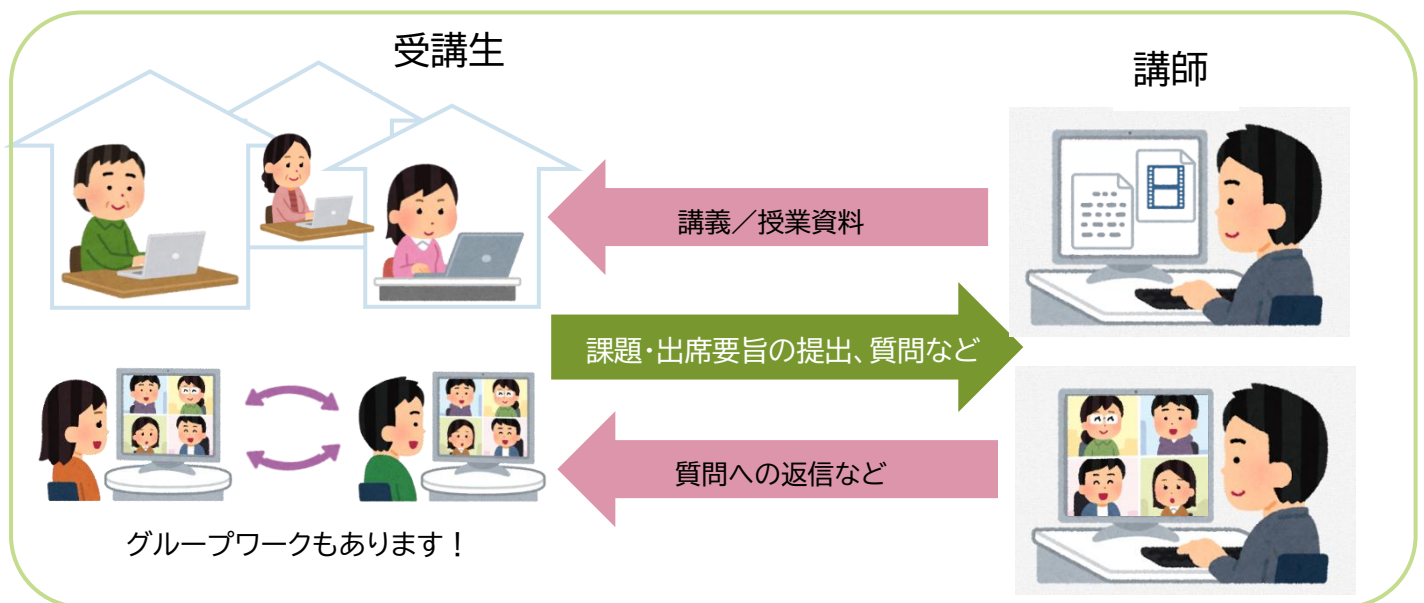 受講生
講師
講義／授業資料
課題・出席要旨の提出、質問など
質問への返信など
グループワークもあります！